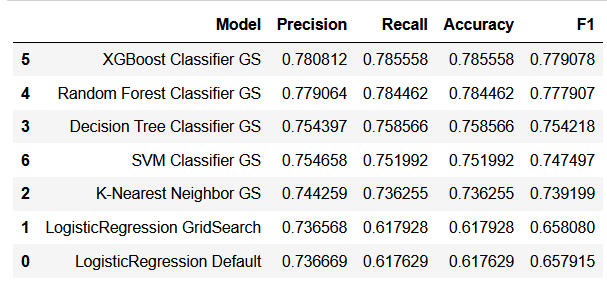 Model Precision Recall Accuracy F1
5 XGBoost Classifier GS 0.780812 0.785558 0.785558 0.779078
4 Random Forest Classifier GS 0.779064 0.784462 0.784462 0.777907
3 Decision Tree Classifier GS 0.754397 0.758566 0.758566 0.754218
6 SVM Classifier GS 0.754658 0.751992 0.751992 0.747497
2 K-Nearest Neighbor GS 0.744259 0.736255 0.736255 0.739199
1 LogisticRegression GridSearch 0.736568 0.617928 0.617928 0.658080
0 LogisticRegression Default 0.736669 0.617629 0.617629 0.657915